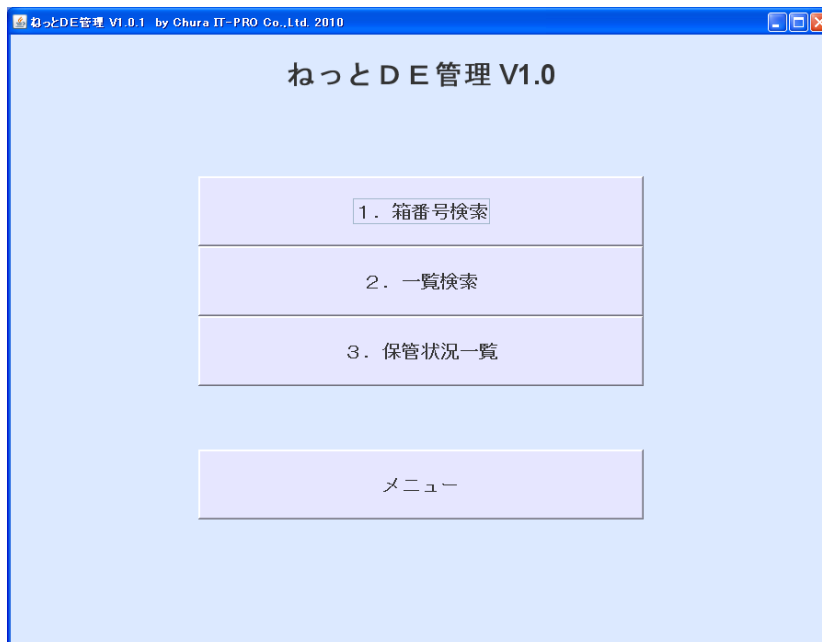 ねっとDE管理 V1.0.1 by Chura IT-PRO Co.,Ltd. 2010
ねっとＤＥ管理 V1.0
１．箱番号検索
２．一覧検索
３．保管状況一覧
メニュー